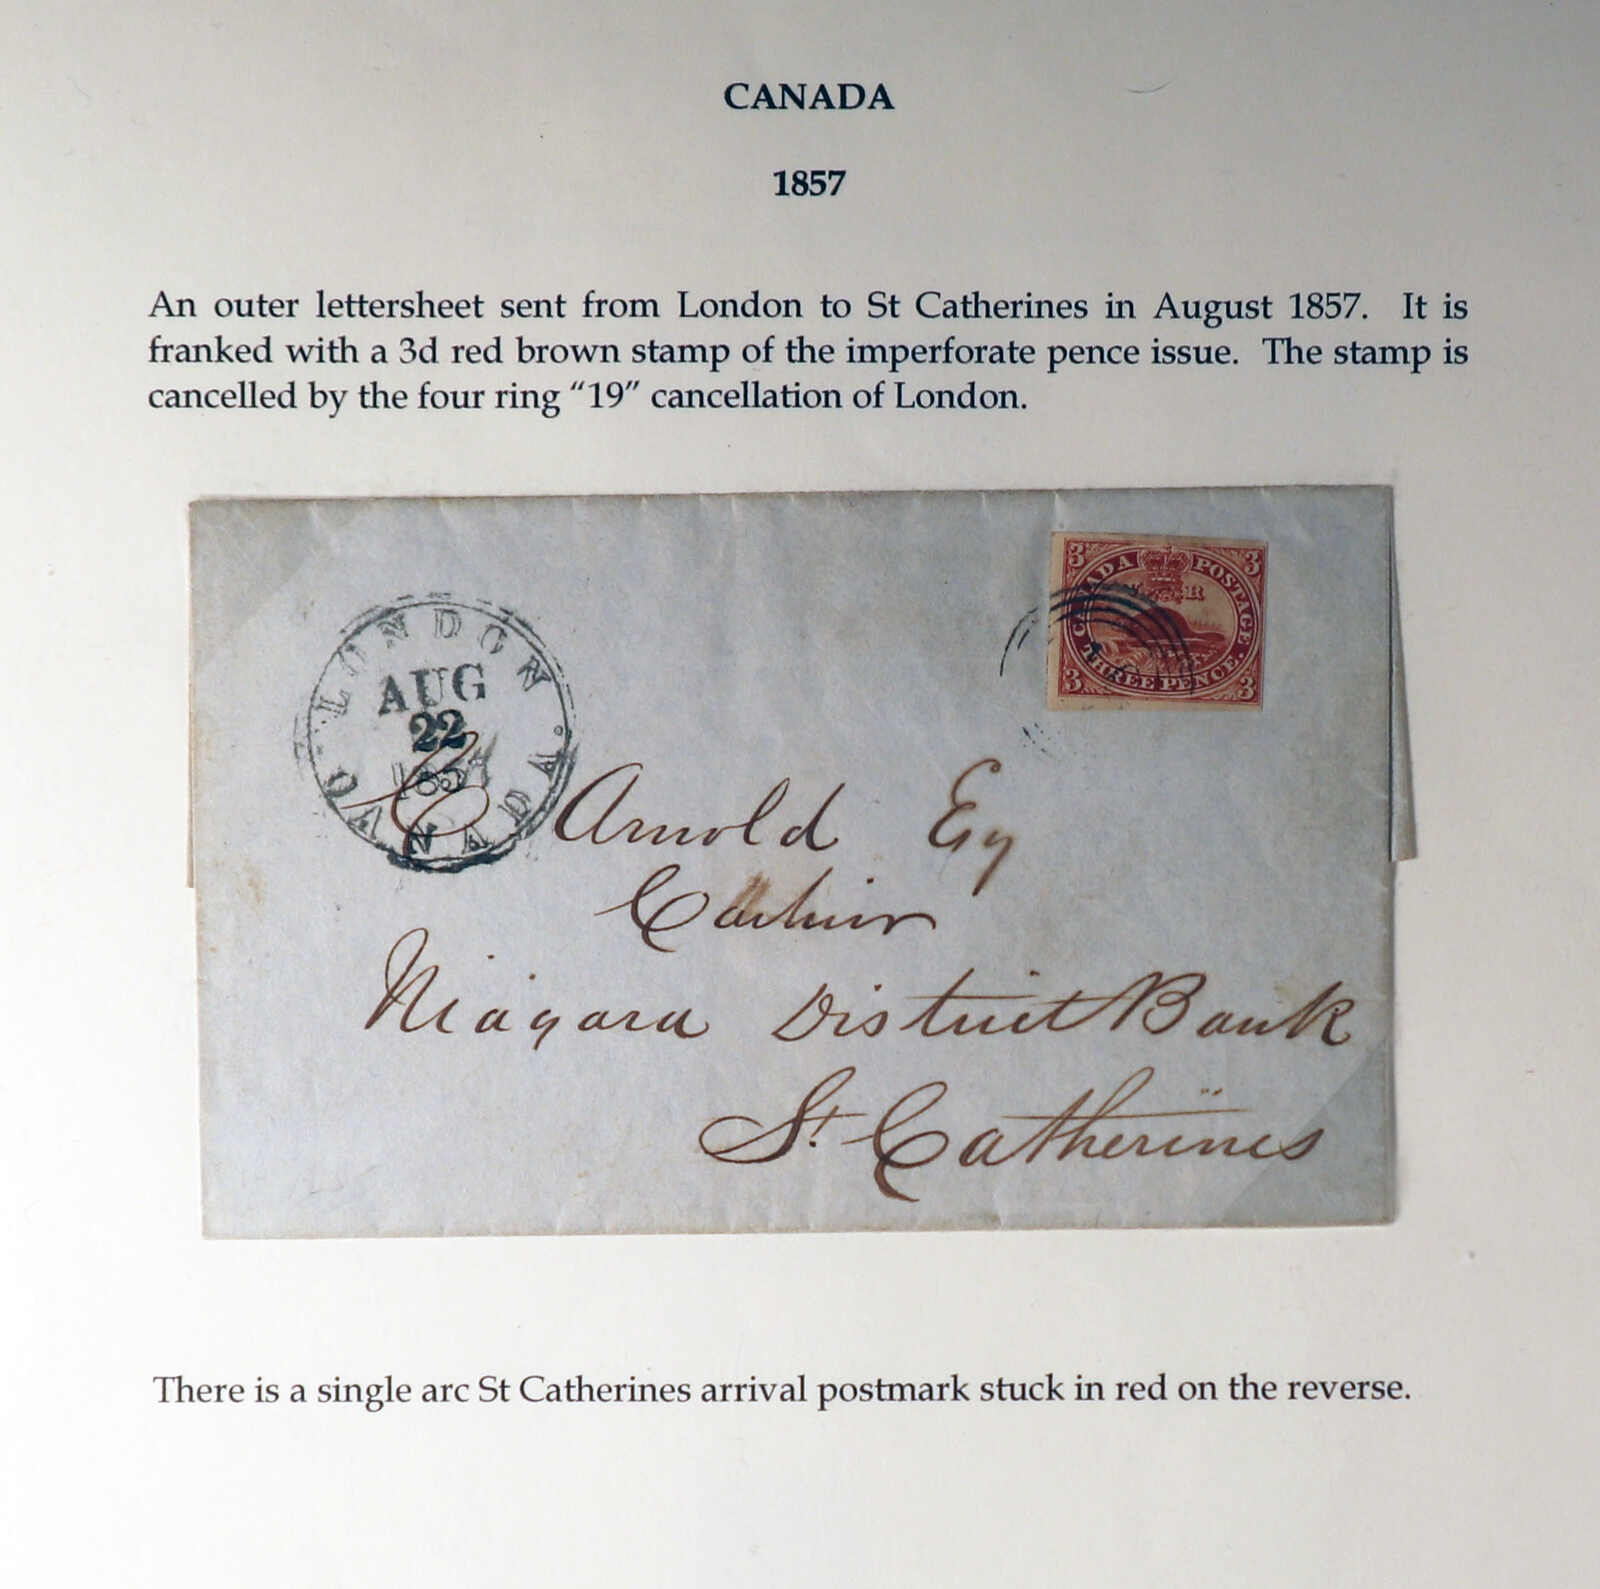 CANADA
1857
An outer lettersheet sent from London to St Catherines in August 1857. It is
franked with a 3d red brown stamp of the imperforate pence issue. The stamp is
cancelled by the four ring "19" cancellation of London.
3 CANADA POSTAGE. 3
R
3 THREE PENCE. 3
LONDON
AUG
22
1857
CANADA
C Arnold Esq
Cashier
Niagara District Bank
St. Catherines
There is a single arc St Catherines arrival postmark stuck in red on the reverse.